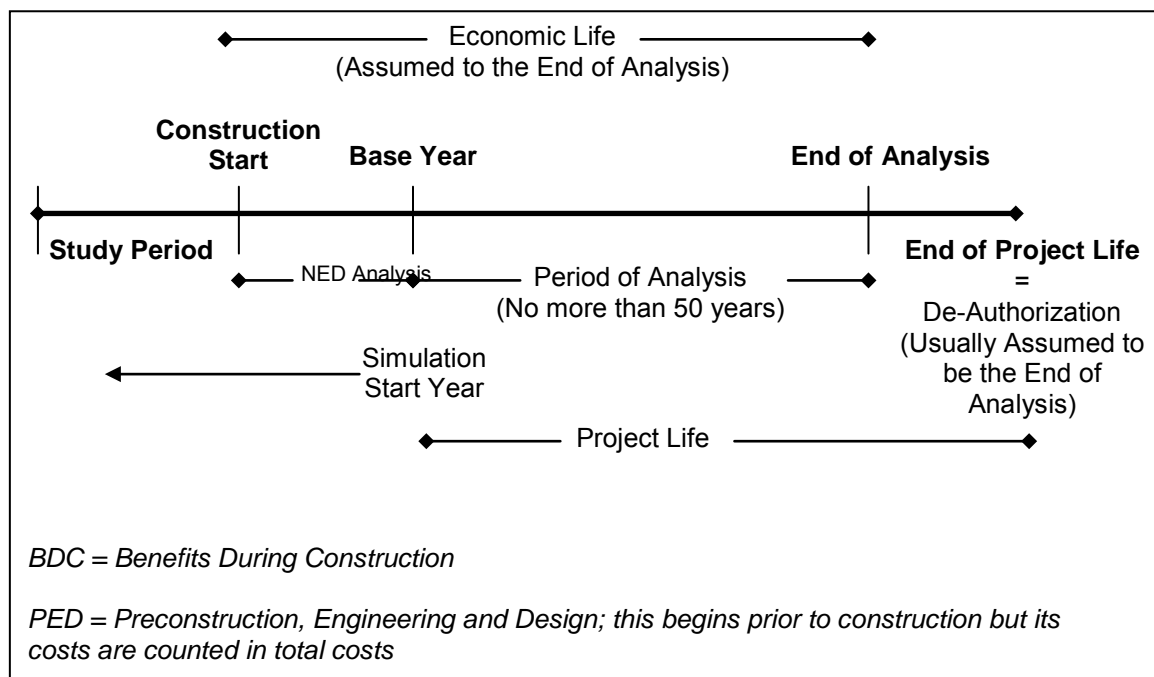 Economic Life
(Assumed to the End of Analysis)
Construction
Start
Base Year
End of Analysis
Study Period
End of Project Life
=
De-Authorization
(Usually Assumed to
be the End of
Analysis)
NED Analysis
Period of Analysis
(No more than 50 years)
Simulation
Start Year
Project Life
BDC = Benefits During Construction
PED = Preconstruction, Engineering and Design; this begins prior to construction but its
costs are counted in total costs